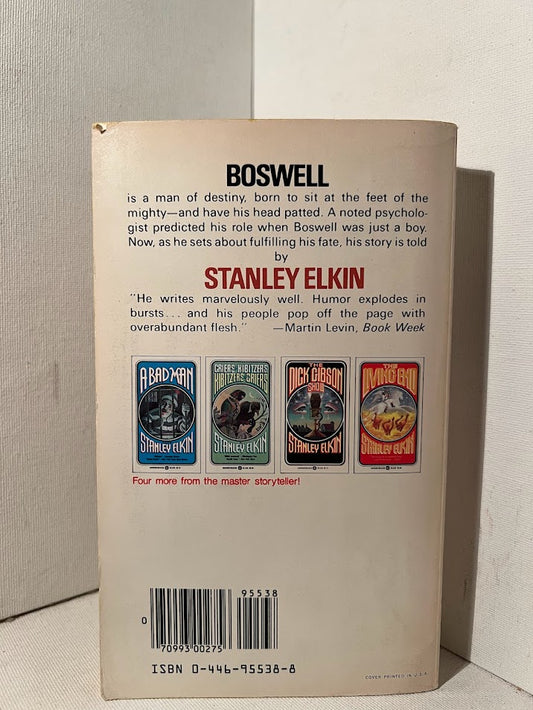 BOSWELL
is a man of destiny, born to sit at the feet of the
mighty—and have his head patted. A noted psycholo-
gist predicted his role when Boswell was just a boy.
Now, as he sets about fulfilling his fate, his story is told
by
STANLEY ELKIN
"He writes marvelously well. Humor explodes in
bursts... and his people pop off the page with
overabundant flesh." —Martin Levin, Book Week
A BAD MAN
STANLEY ELKIN
CRIERS, KIBITZERS,
KIBITZERS, CRIERS
STANLEY ELKIN
THE
DICK GIBSON
SHOW
STANLEY ELKIN
THE
LIVING END
STANLEY ELKIN
Four more from the master storyteller!
95538
0
70993 00275
ISBN 0-446-95538-8
COVER PRINTED IN U.S.A.